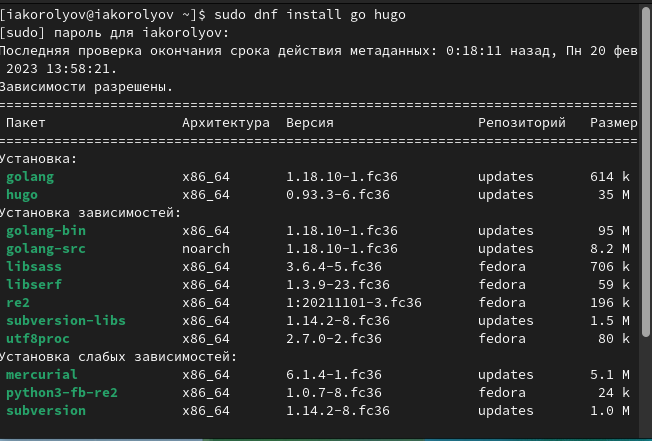 [iakorolyov@iakorolyov ~]$ sudo dnf install go hugo
[sudo] пароль для iakorolyov:
Последняя проверка окончания срока действия метаданных: 0:18:11 назад, Пн 20 фев
 2023 13:58:21.
Зависимости разрешены.
================================================================================
 Пакет Архитектура Версия Репозиторий Размер
================================================================================
Установка:
 golang x86_64 1.18.10-1.fc36 updates 614 k
 hugo x86_64 0.93.3-6.fc36 updates 35 M
Установка зависимостей:
 golang-bin x86_64 1.18.10-1.fc36 updates 95 M
 golang-src noarch 1.18.10-1.fc36 updates 8.2 M
 libsass x86_64 3.6.4-5.fc36 fedora 706 k
 libserf x86_64 1.3.9-23.fc36 fedora 59 k
 re2 x86_64 1:20211101-3.fc36 fedora 196 k
 subversion-libs x86_64 1.14.2-8.fc36 updates 1.5 M
 utf8proc x86_64 2.7.0-2.fc36 fedora 80 k
Установка слабых зависимостей:
 mercurial x86_64 6.1.4-1.fc36 updates 5.1 M
 python3-fb-re2 x86_64 1.0.7-8.fc36 fedora 24 k
 subversion x86_64 1.14.2-8.fc36 updates 1.0 M